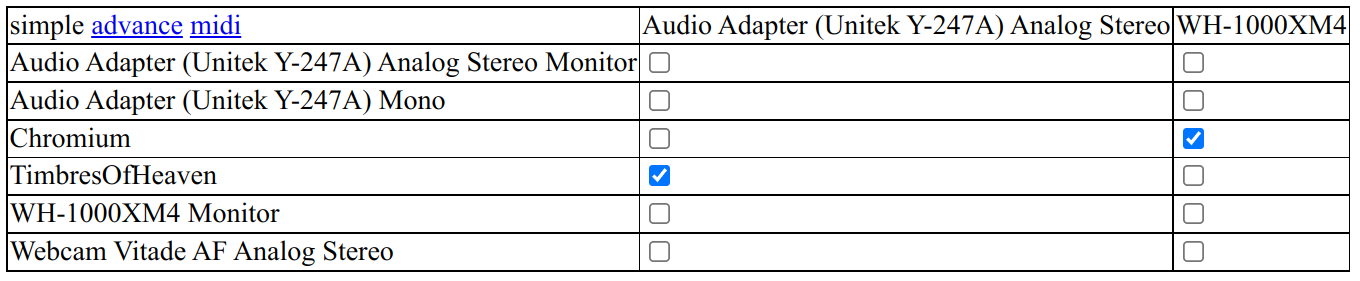 simple advance midi Audio Adapter (Unitek Y-247A) Analog Stereo WH-1000XM4
Audio Adapter (Unitek Y-247A) Analog Stereo Monitor
Audio Adapter (Unitek Y-247A) Mono
Chromium
TimbresOfHeaven
WH-1000XM4 Monitor
Webcam Vitade AF Analog Stereo